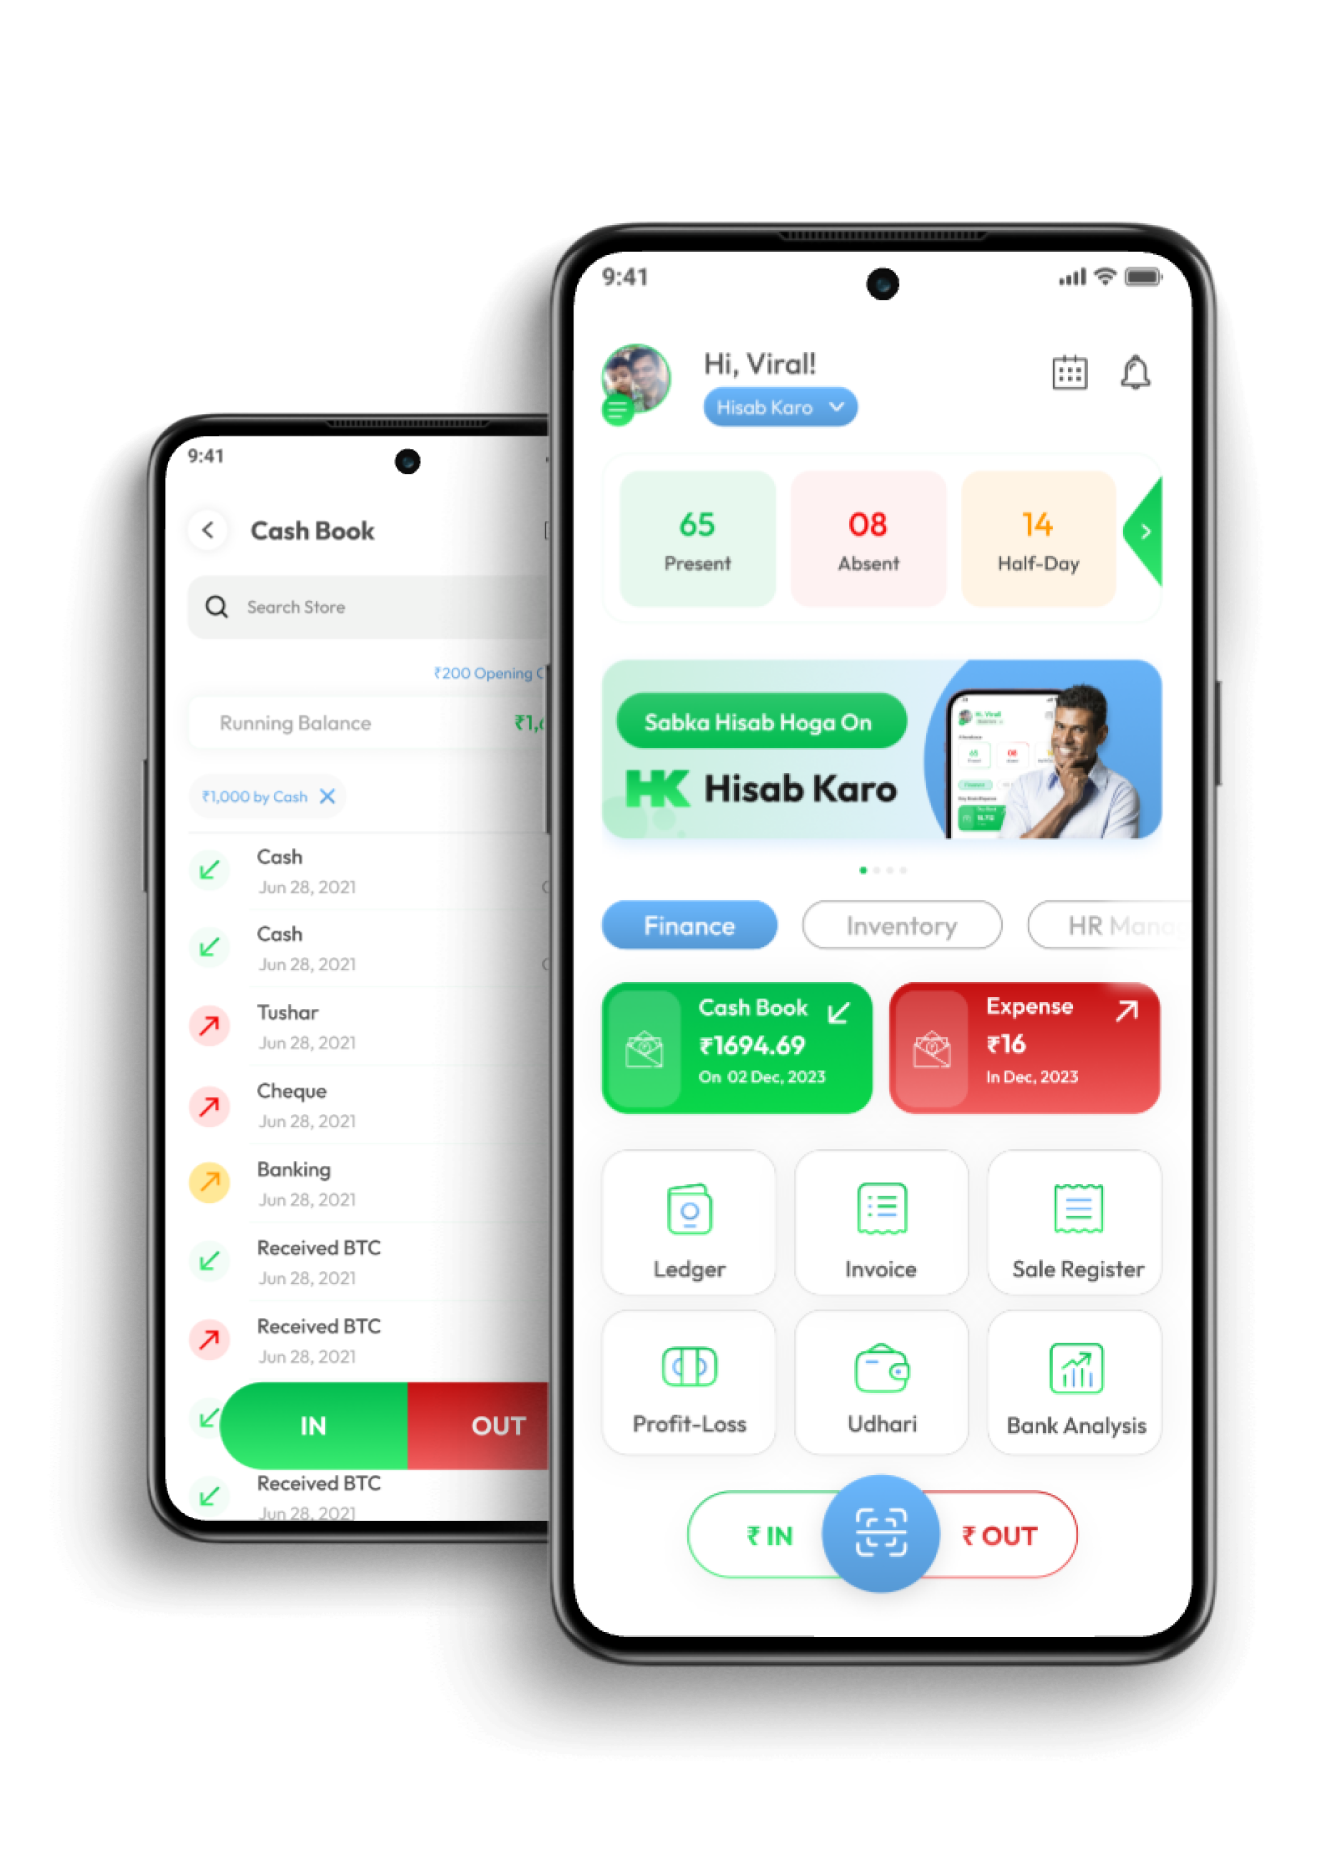 9:41
Cash Book
Search Store
₹200 Opening
Running Balance
₹1,000 by Cash
Cash
Jun 28, 2021
Cash
Jun 28, 2021
Tushar
Jun 28, 2021
Cheque
Jun 28, 2021
Banking
Jun 28, 2021
Received BTC
Jun 28, 2021
Received BTC
Jun 28, 2021
IN OUT
Received BTC
Jun 28, 2021
9:41
Hi, Viral!
Hisab Karo
65 08 14
Present Absent Half-Day
Sabka Hisab Hoga On
HK Hisab Karo
Hi, Viral!
65 08
Finance Inventory HR Mana
Cash Book Expense
₹1694.69 ₹16
On 02 Dec, 2023 In Dec, 2023
Ledger Invoice Sale Register
Profit-Loss Udhari Bank Analysis
₹ IN ₹ OUT